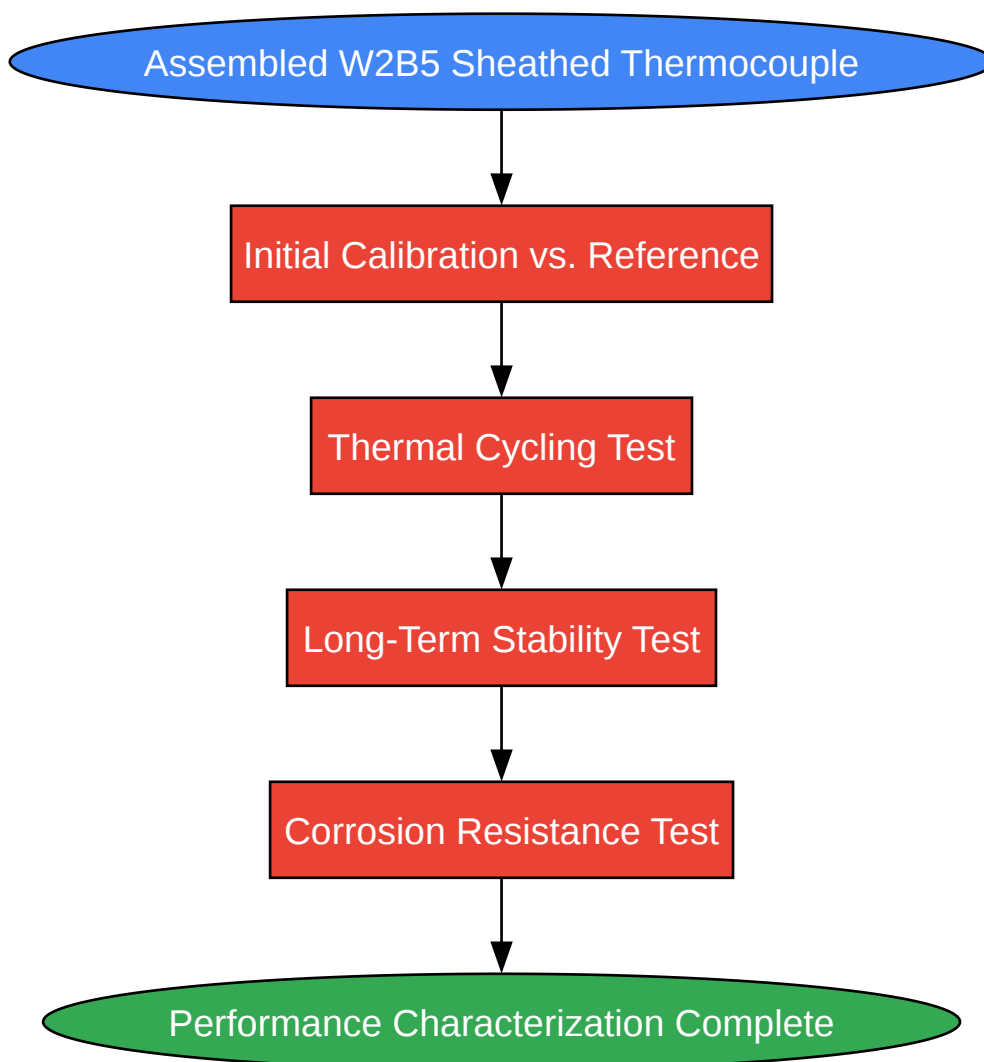 Assembled W2B5 Sheathed Thermocouple
Initial Calibration vs. Reference
Thermal Cycling Test
Long-Term Stability Test
Corrosion Resistance Test
Performance Characterization Complete